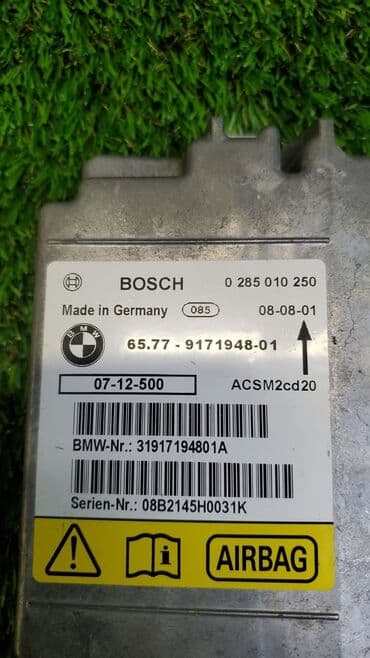 BOSCH 0 285 010 250
Made in Germany 085 08-08-01
BMW 65.77 - 9171948-01
07-12-500 ACSM2cd20
BMW-Nr.: 31917194801A
Serien-Nr.: 08B2145H0031K
AIRBAG